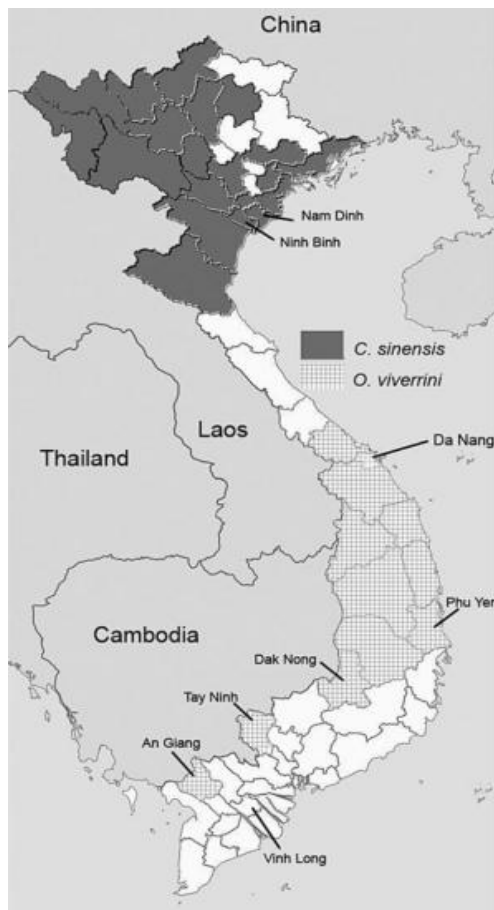 China
Nam Dinh
Ninh Binh
C. sinensis
O. viverrini
Laos
Da Nang
Thailand
Phu Yer
Cambodia
Dak Nong
Tay Ninh
An Giang
Vinh Long